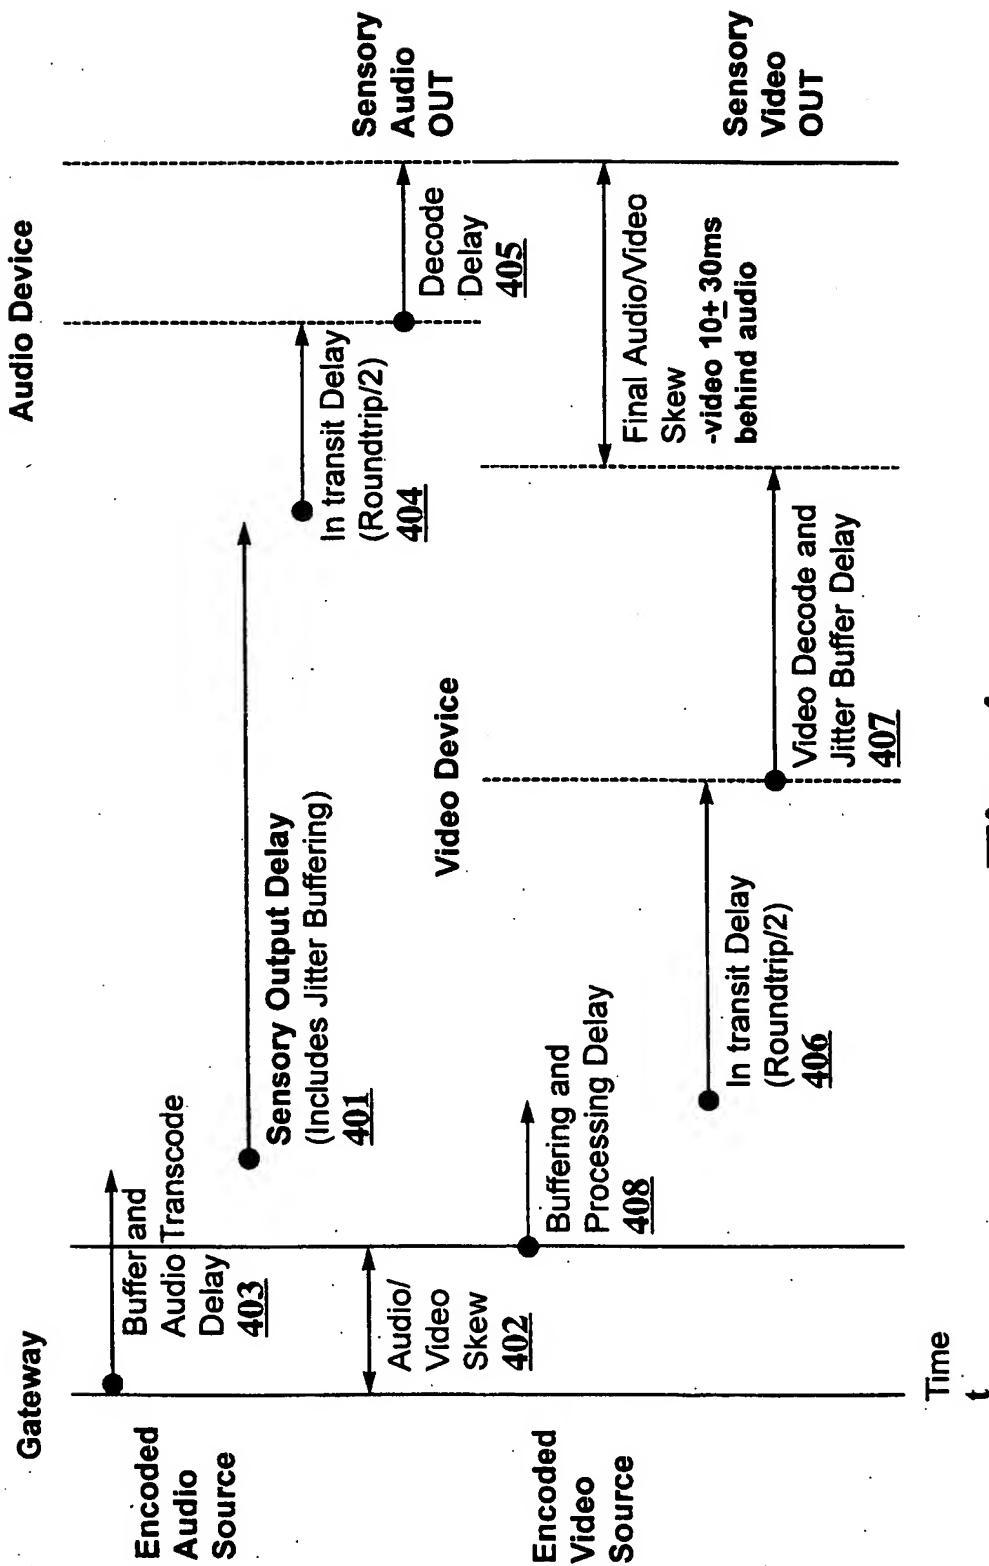 Gateway
Audio Device
Encoded
Audio
Source
Buffer and
Audio Transcode
Delay
403
Sensory Output Delay
(Includes Jitter Buffering)
401
In transit Delay
(Roundtrip/2)
404
Decode
Delay
405
Sensory
Audio
OUT
Audio/
Video
Skew
402
Video Device
Final Audio/Video
Skew
-video 10± 30ms
behind audio
Encoded
Video
Source
Buffering and
Processing Delay
408
In transit Delay
(Roundtrip/2)
406
Video Decode and
Jitter Buffer Delay
407
Sensory
Video
OUT
Time
t